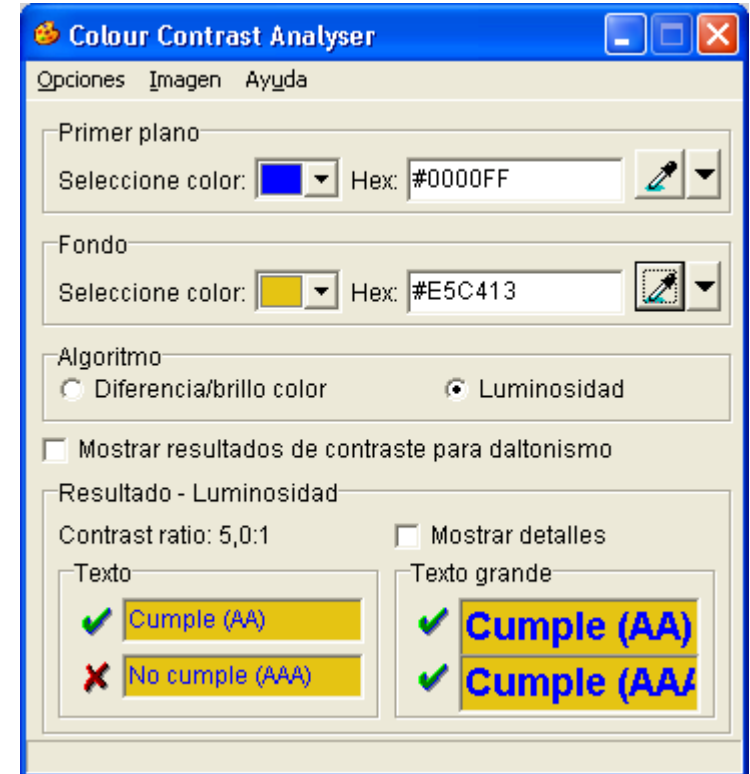 Colour Contrast Analyser
Opciones Imagen Ayuda
Primer plano
Seleccione color: Hex: #0000FF
Fondo
Seleccione color: Hex: #E5C413
Algoritmo
Diferencia/brillo color Luminosidad
Mostrar resultados de contraste para daltonismo
Resultado - Luminosidad
Contrast ratio: 5,0:1 Mostrar detalles
Texto Texto grande
Cumple (AA) Cumple (AA)
No cumple (AAA) Cumple (AAA